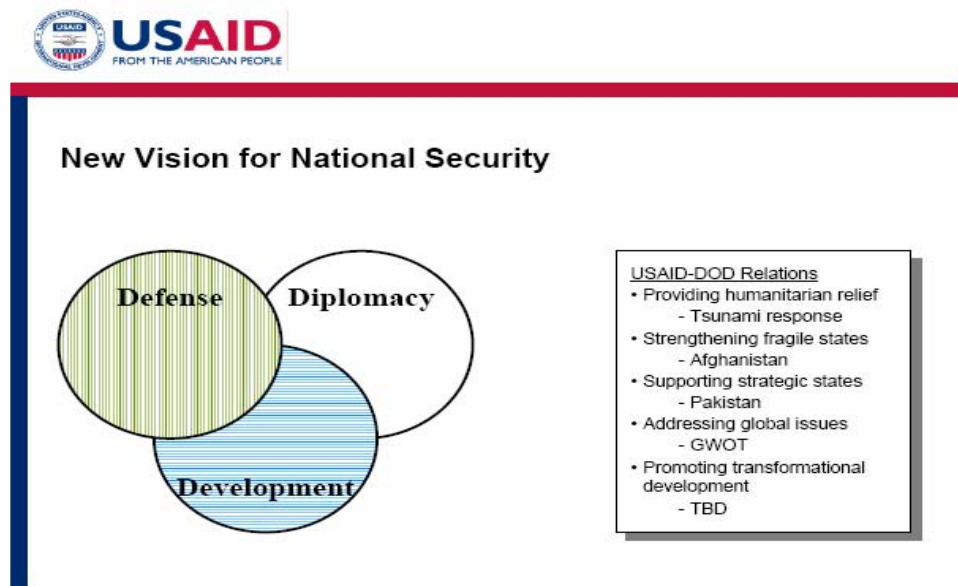 USAID
USAID
FROM THE AMERICAN PEOPLE
New Vision for National Security
Defense
Diplomacy
Development
USAID-DOD Relations
• Providing humanitarian relief
- Tsunami response
• Strengthening fragile states
- Afghanistan
• Supporting strategic states
- Pakistan
• Addressing global issues
- GWOT
• Promoting transformational
development
- TBD